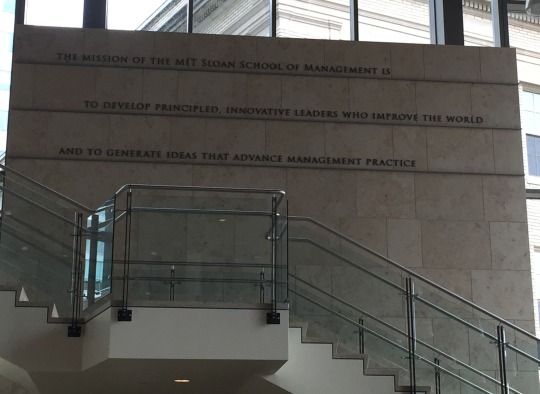 THE MISSION OF THE MIT SLOAN SCHOOL OF MANAGEMENT IS
TO DEVELOP PRINCIPLED, INNOVATIVE LEADERS WHO IMPROVE THE WORLD
AND TO GENERATE IDEAS THAT ADVANCE MANAGEMENT PRACTICE